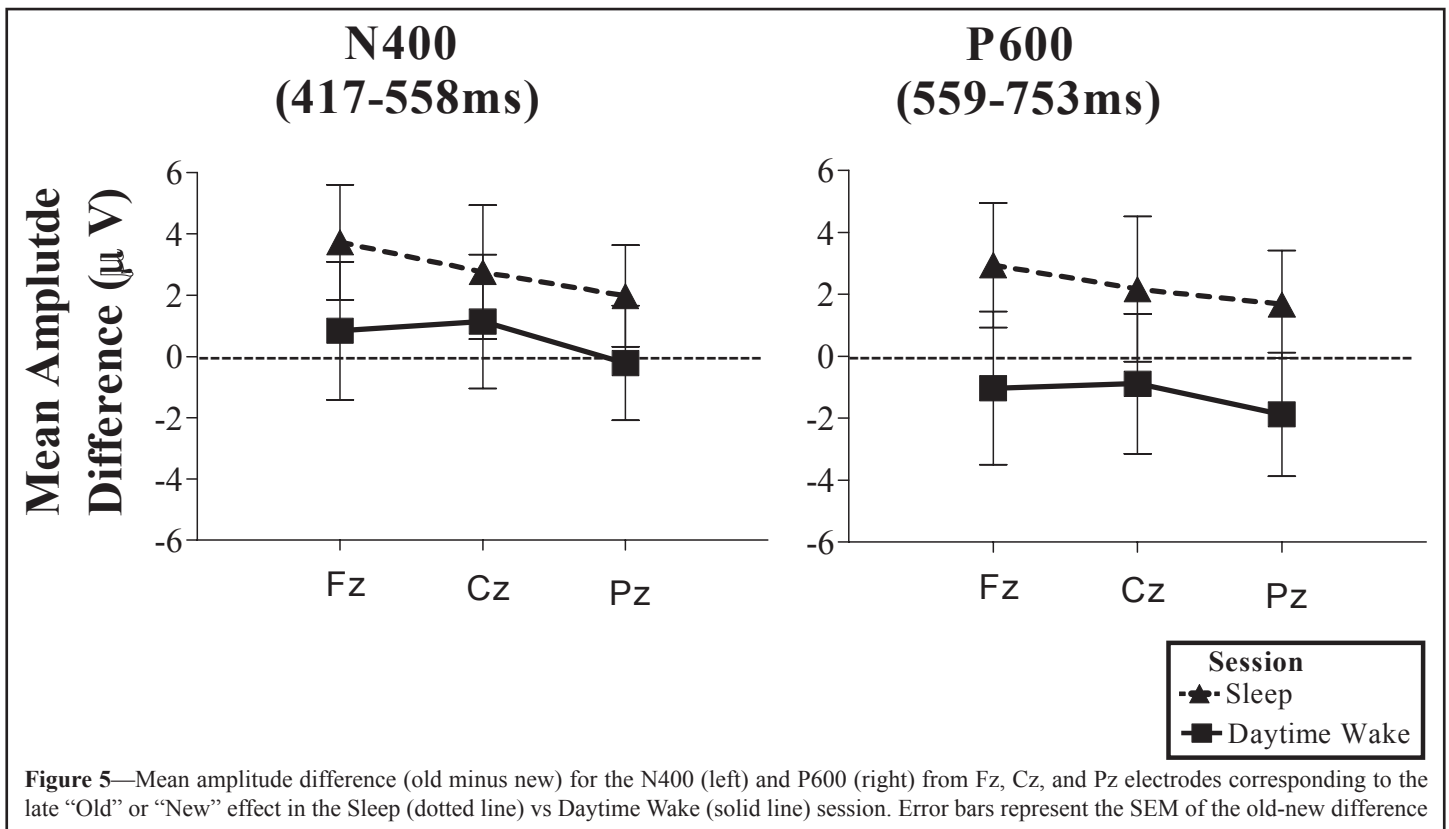 N400
(417-558ms)
P600
(559-753ms)
Mean Amplutde
Difference (µ V)
6
4
2
0
-2
-4
-6
Fz
Cz
Pz
6
4
2
0
-2
-4
-6
Fz
Cz
Pz
Session
Sleep
Daytime Wake
Figure 5—Mean amplitude difference (old minus new) for the N400 (left) and P600 (right) from Fz, Cz, and Pz electrodes corresponding to the
late “Old” or “New” effect in the Sleep (dotted line) vs Daytime Wake (solid line) session. Error bars represent the SEM of the old-new difference